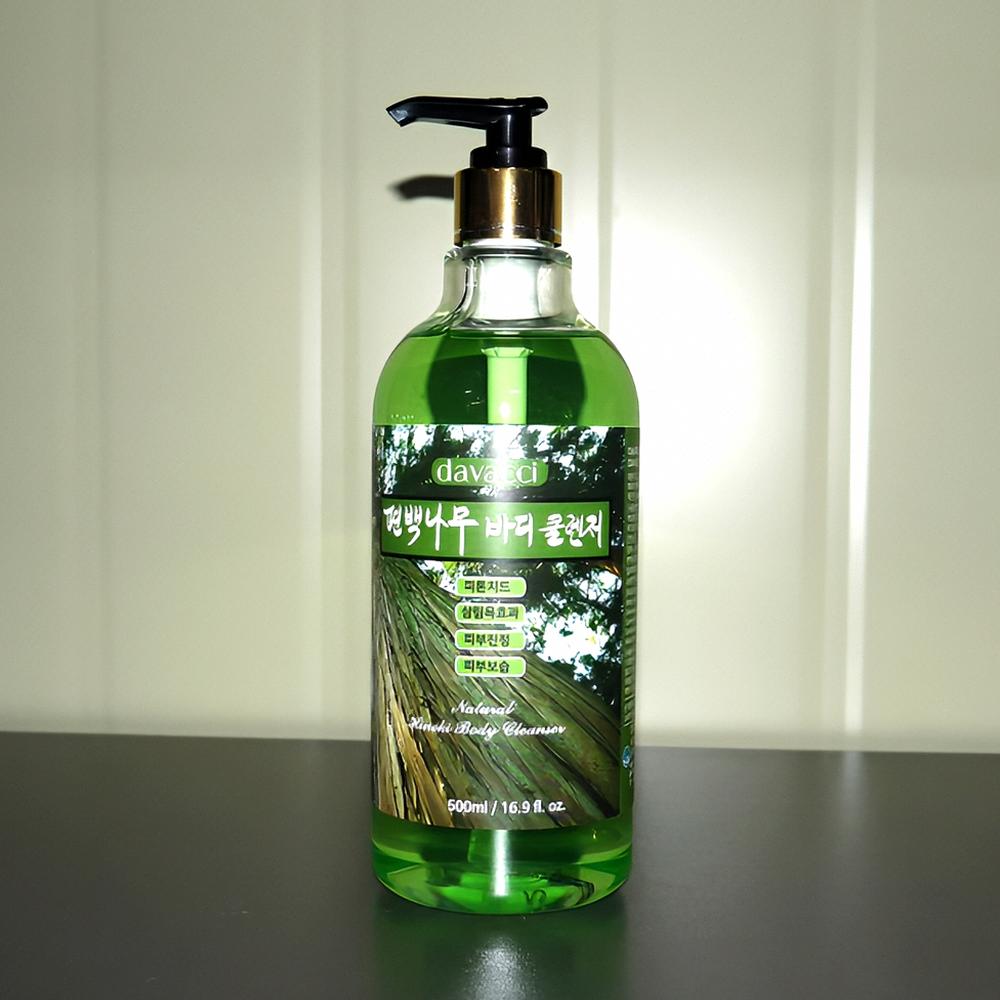 davacci
편백나무 바디 클렌저
피톤치드
삼림욕효과
피부진정
피부보습
Natural
Hinoki Body Cleanser
500ml / 16.9 fl. oz.